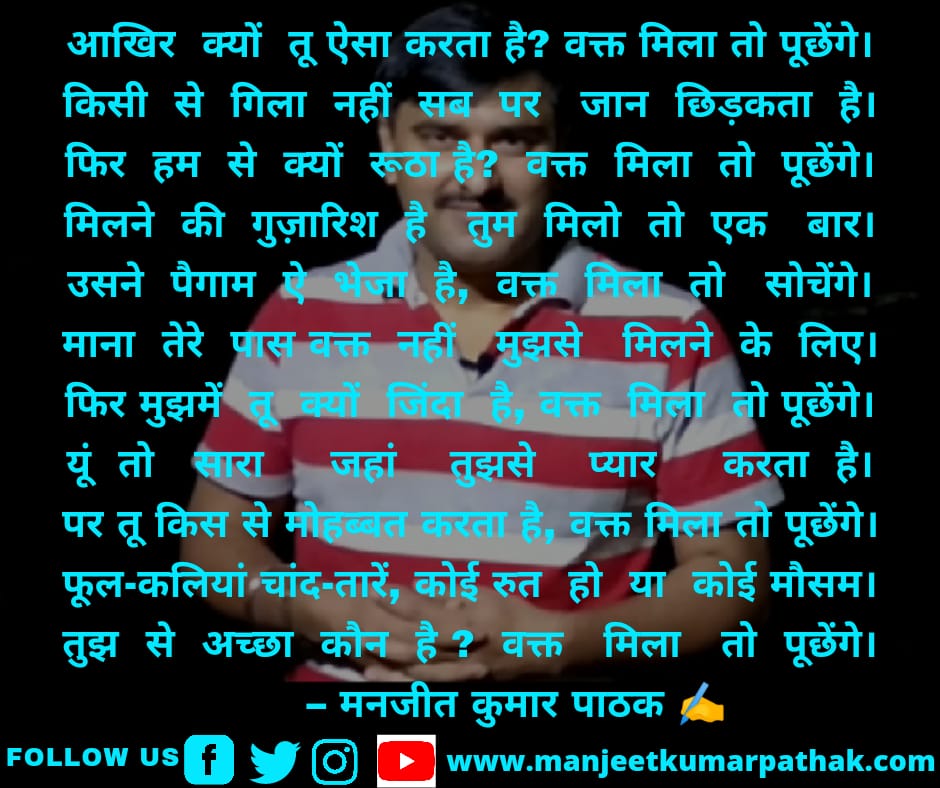 आखिर क्यों तू ऐसा करता है? वक्त मिला तो पूछेंगे।
किसी से गिला नहीं सब पर जान छिड़कता है।
फिर हम से क्यों रूठा है? वक्त मिला तो पूछेंगे।
मिलने की गुज़ारिश है तुम मिलो तो एक बार।
उसने पैगाम ऐ भेजा है, वक्त मिला तो सोचेंगे।
माना तेरे पास वक्त नहीं मुझसे मिलने के लिए।
फिर मुझमें तू क्यों जिंदा है, वक्त मिला तो पूछेंगे।
यूं तो सारा जहां तुझसे प्यार करता है।
पर तू किस से मोहब्बत करता है, वक्त मिला तो पूछेंगे।
फूल-कलियां चांद-तारें, कोई रुत हो या कोई मौसम।
तुझ से अच्छा कौन है ? वक्त मिला तो पूछेंगे।
– मनजीत कुमार पाठक ✍️
FOLLOW US www.manjeetkumarpathak.com